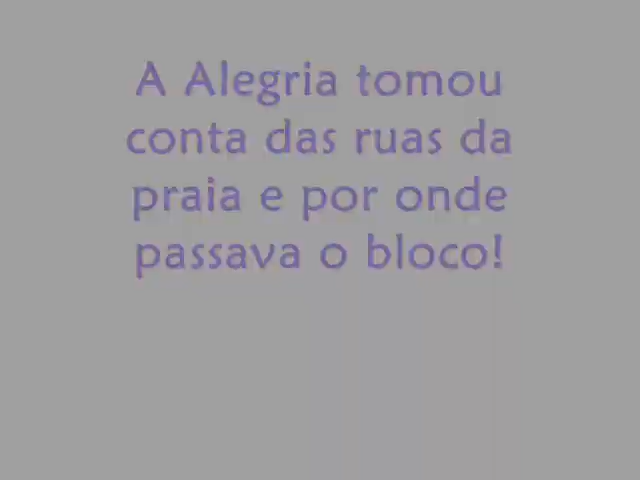 A Alegria tomou
conta das ruas da
praia e por onde
passava o bloco!